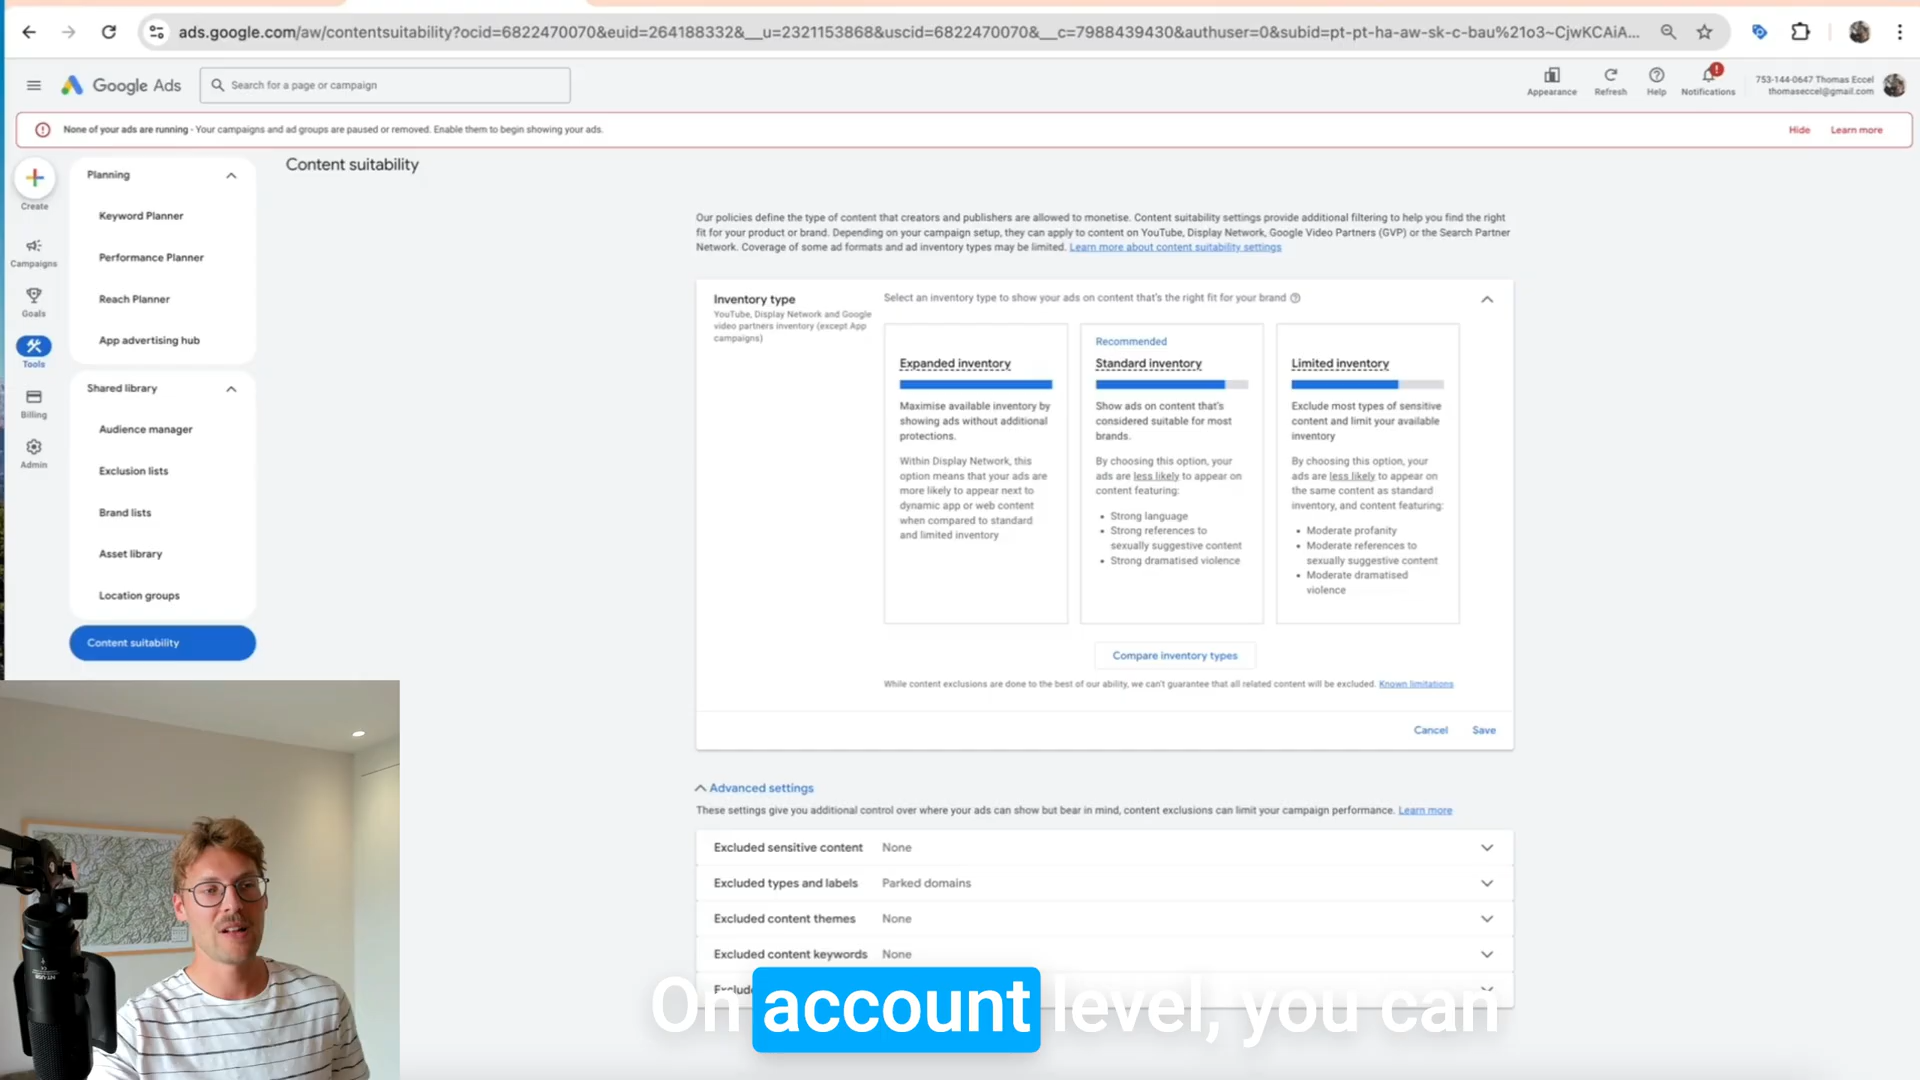 ads.google.com/aw/contentsuitability?ocid=6822470070&euid=264188332&__u=2321153868&uscid=6822470070&__c=7988439430&authuser=0&subid=pt-pt-ha-aw-sk-c-bau%21o3~CjwKCAiA...
Google Ads
Search for a page or campaign
Appearance
Refresh
Help
Notifications
753-144-0647 Thomas Eccel
thomaseccel@gmail.com
None of your ads are running - Your campaigns and ad groups are paused or removed. Enable them to begin showing your ads.
Hide
Learn more
Create
Campaigns
Goals
Tools
Billing
Admin
Planning
Keyword Planner
Performance Planner
Reach Planner
App advertising hub
Shared library
Audience manager
Exclusion lists
Brand lists
Asset library
Location groups
Content suitability
Content suitability
Our policies define the type of content that creators and publishers are allowed to monetise. Content suitability settings provide additional filtering to help you find the right
fit for your product or brand. Depending on your campaign setup, they can apply to content on YouTube, Display Network, Google Video Partners (GVP) or the Search Partner
Network. Coverage of some ad formats and ad inventory types may be limited. Learn more about content suitability settings
Inventory type
YouTube, Display Network and Google
video partners inventory (except App
campaigns)
Select an inventory type to show your ads on content that's the right fit for your brand
Expanded inventory
Maximise available inventory by
showing ads without additional
protections.
Within Display Network, this
option means that your ads are
more likely to appear next to
dynamic app or web content
when compared to standard
and limited inventory
Recommended
Standard inventory
Show ads on content that's
considered suitable for most
brands.
By choosing this option, your
ads are less likely to appear on
content featuring:
• Strong language
• Strong references to
sexually suggestive content
• Strong dramatised violence
Limited inventory
Exclude most types of sensitive
content and limit your available
inventory
By choosing this option, your
ads are less likely to appear on
the same content as standard
inventory, and content featuring:
• Moderate profanity
• Moderate references to
sexually suggestive content
• Moderate dramatised
violence
Compare inventory types
While content exclusions are done to the best of our ability, we can't guarantee that all related content will be excluded. Known limitations
Cancel
Save
Advanced settings
These settings give you additional control over where your ads can show but bear in mind, content exclusions can limit your campaign performance. Learn more
Excluded sensitive content None
Excluded types and labels Parked domains
Excluded content themes None
Excluded content keywords None
On account level, you can